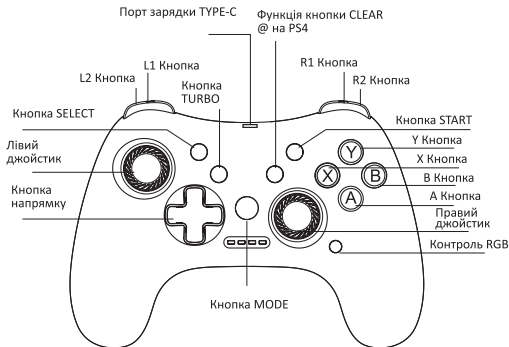 Порт зарядки TYPE-C
Функція кнопки CLEAR
@ на PS4
L1 Кнопка
R1 Кнопка
L2 Кнопка
R2 Кнопка
Кнопка
TURBO
Кнопка SELECT
Кнопка START
Лівий
джойстик
Y Кнопка
X Кнопка
B Кнопка
A Кнопка
Y
X
B
A
Кнопка
напрямку
Правий
джойстик
Контроль RGB
Кнопка MODE